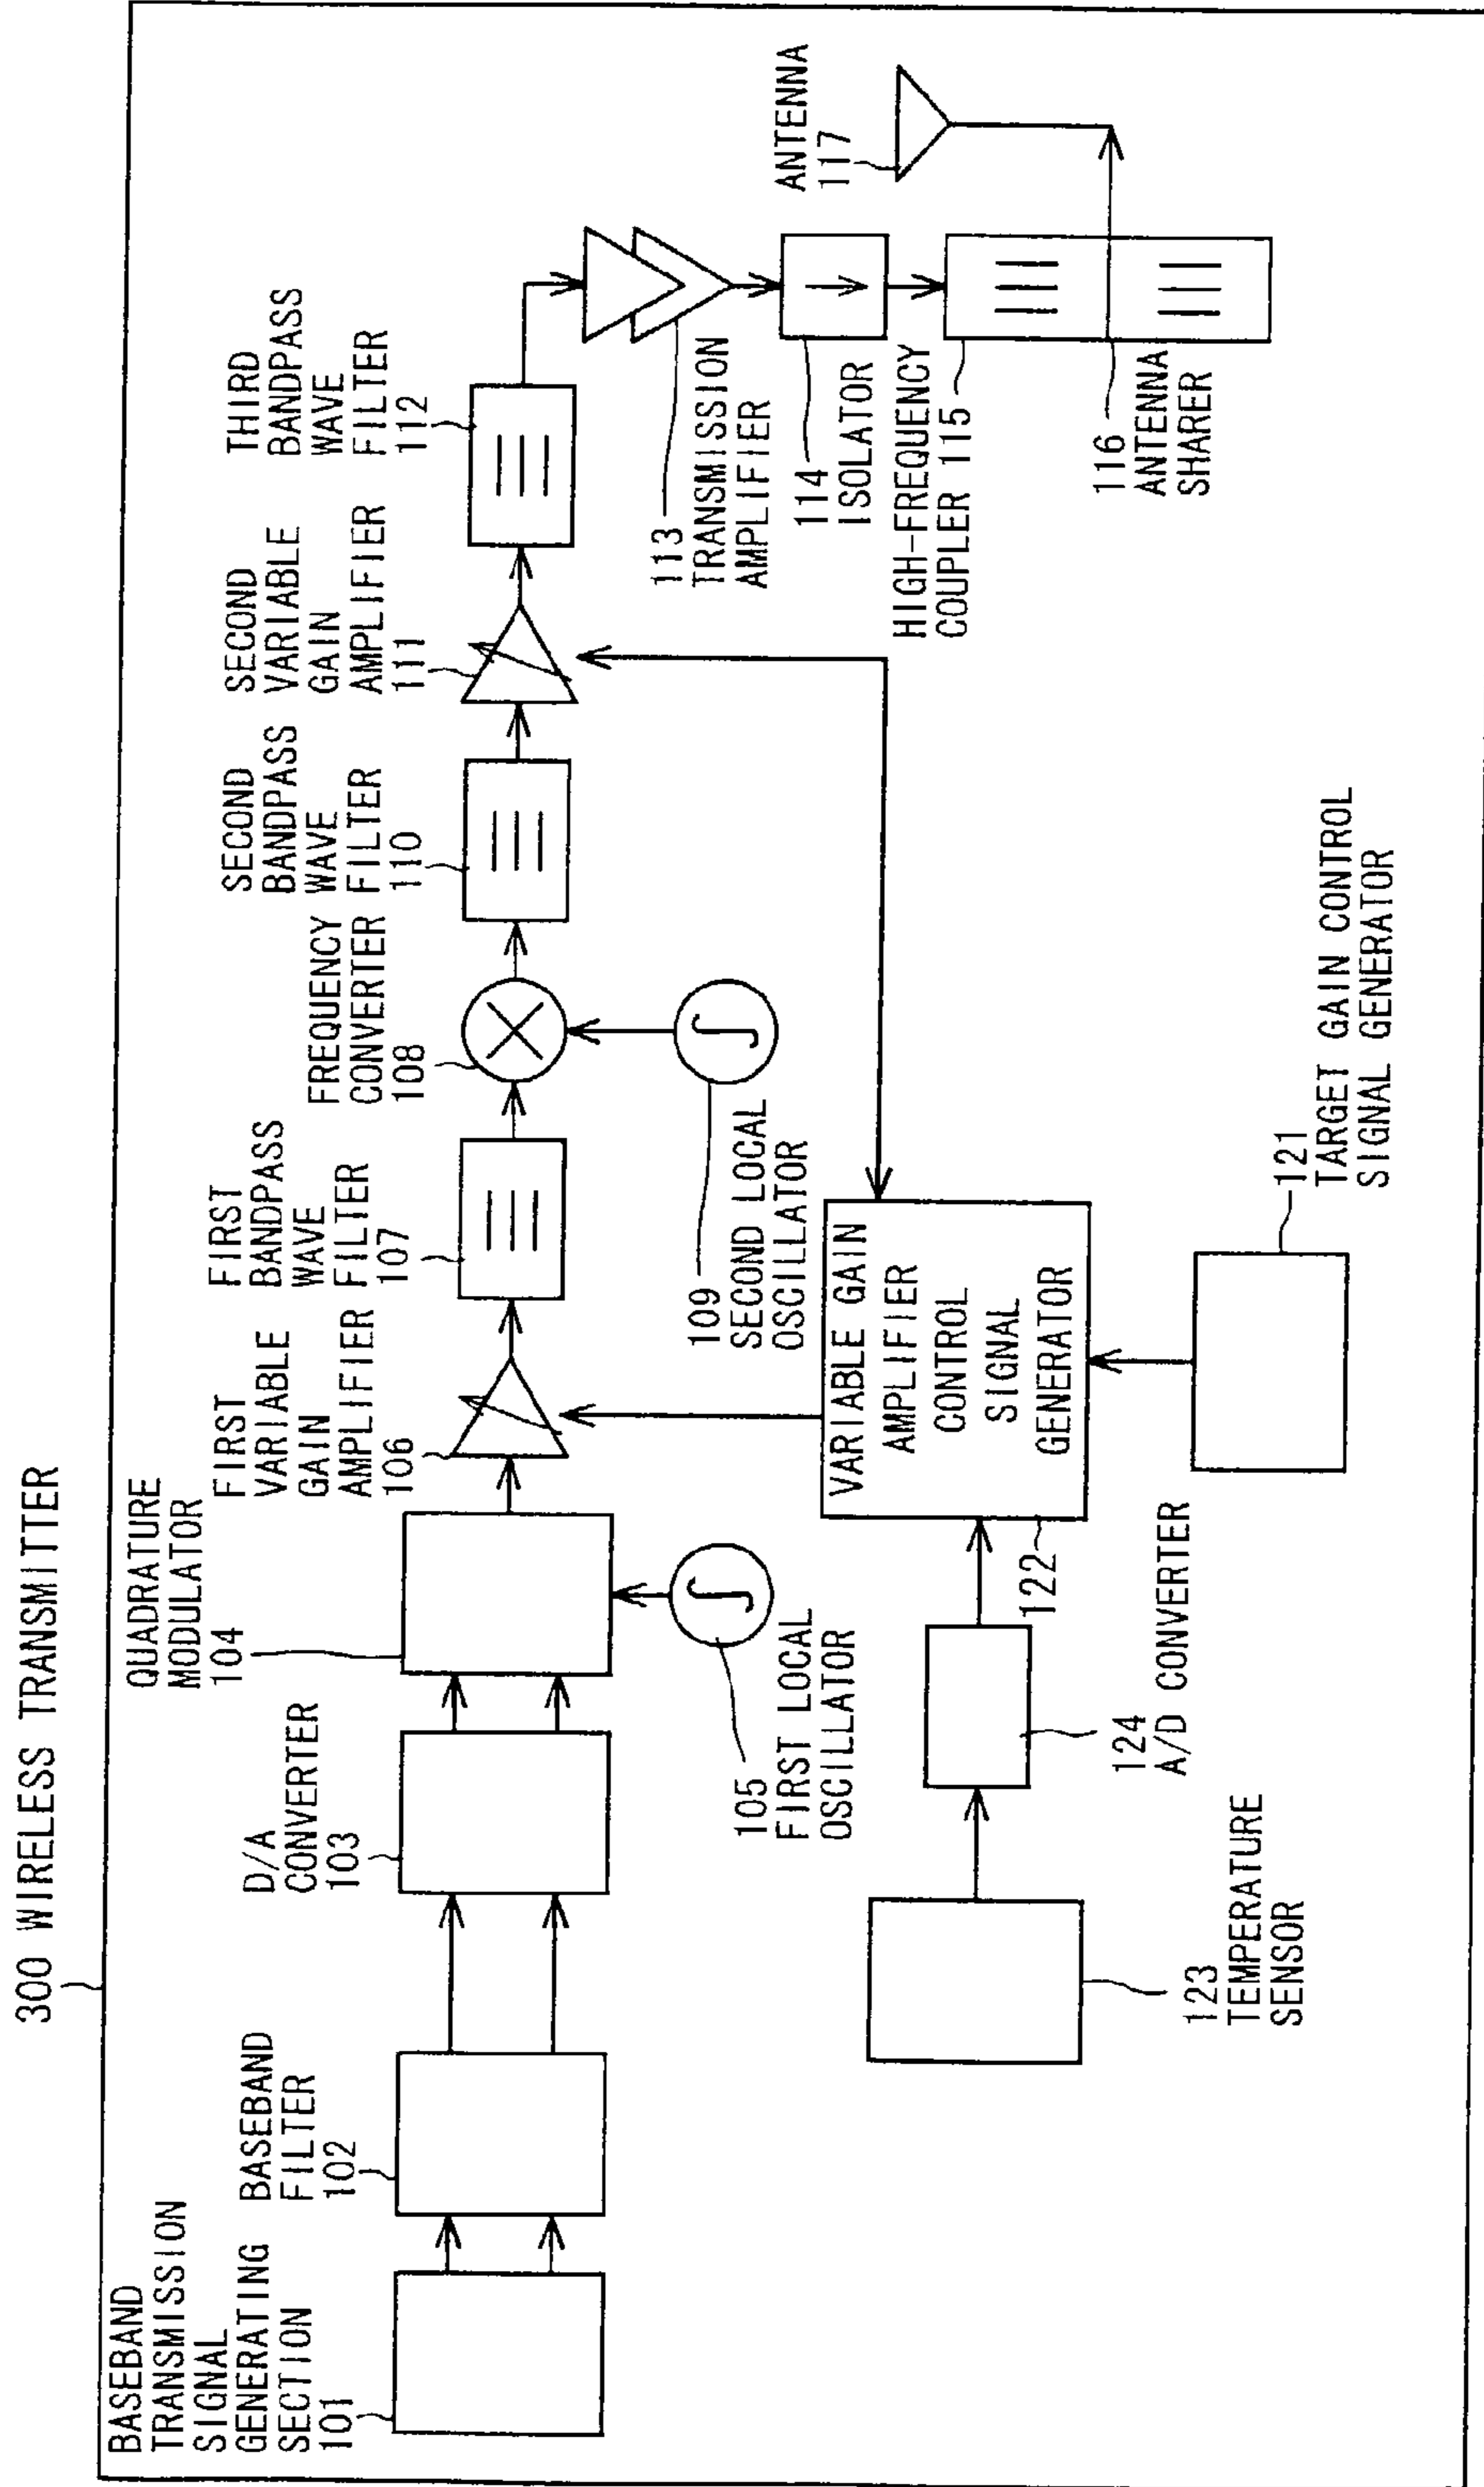 300 WIRELESS TRANSMITTER
BASEBAND
TRANSMISSION
SIGNAL
GENERATING
SECTION
101
BASEBAND
FILTER
102
D/A
CONVERTER
103
QUADRATURE
MODULATOR
104
FIRST
VARIABLE
GAIN
AMPLIFIER
106
FIRST
BANDPASS
WAVE
FILTER
107
FREQUENCY
CONVERTER
108
SECOND
BANDPASS
WAVE
FILTER
110
SECOND
VARIABLE
GAIN
AMPLIFIER
111
THIRD
BANDPASS
WAVE
FILTER
112
113
TRANSMISSION
AMPLIFIER
114
ISOLATOR
HIGH-FREQUENCY
COUPLER 115
116
ANTENNA
SHARER
ANTENNA
117
105
FIRST LOCAL
OSCILLATOR
109
SECOND LOCAL
OSCILLATOR
VARIABLE GAIN
AMPLIFIER
CONTROL
SIGNAL
GENERATOR
122
123
TEMPERATURE
SENSOR
124
A/D CONVERTER
121
TARGET GAIN CONTROL
SIGNAL GENERATOR